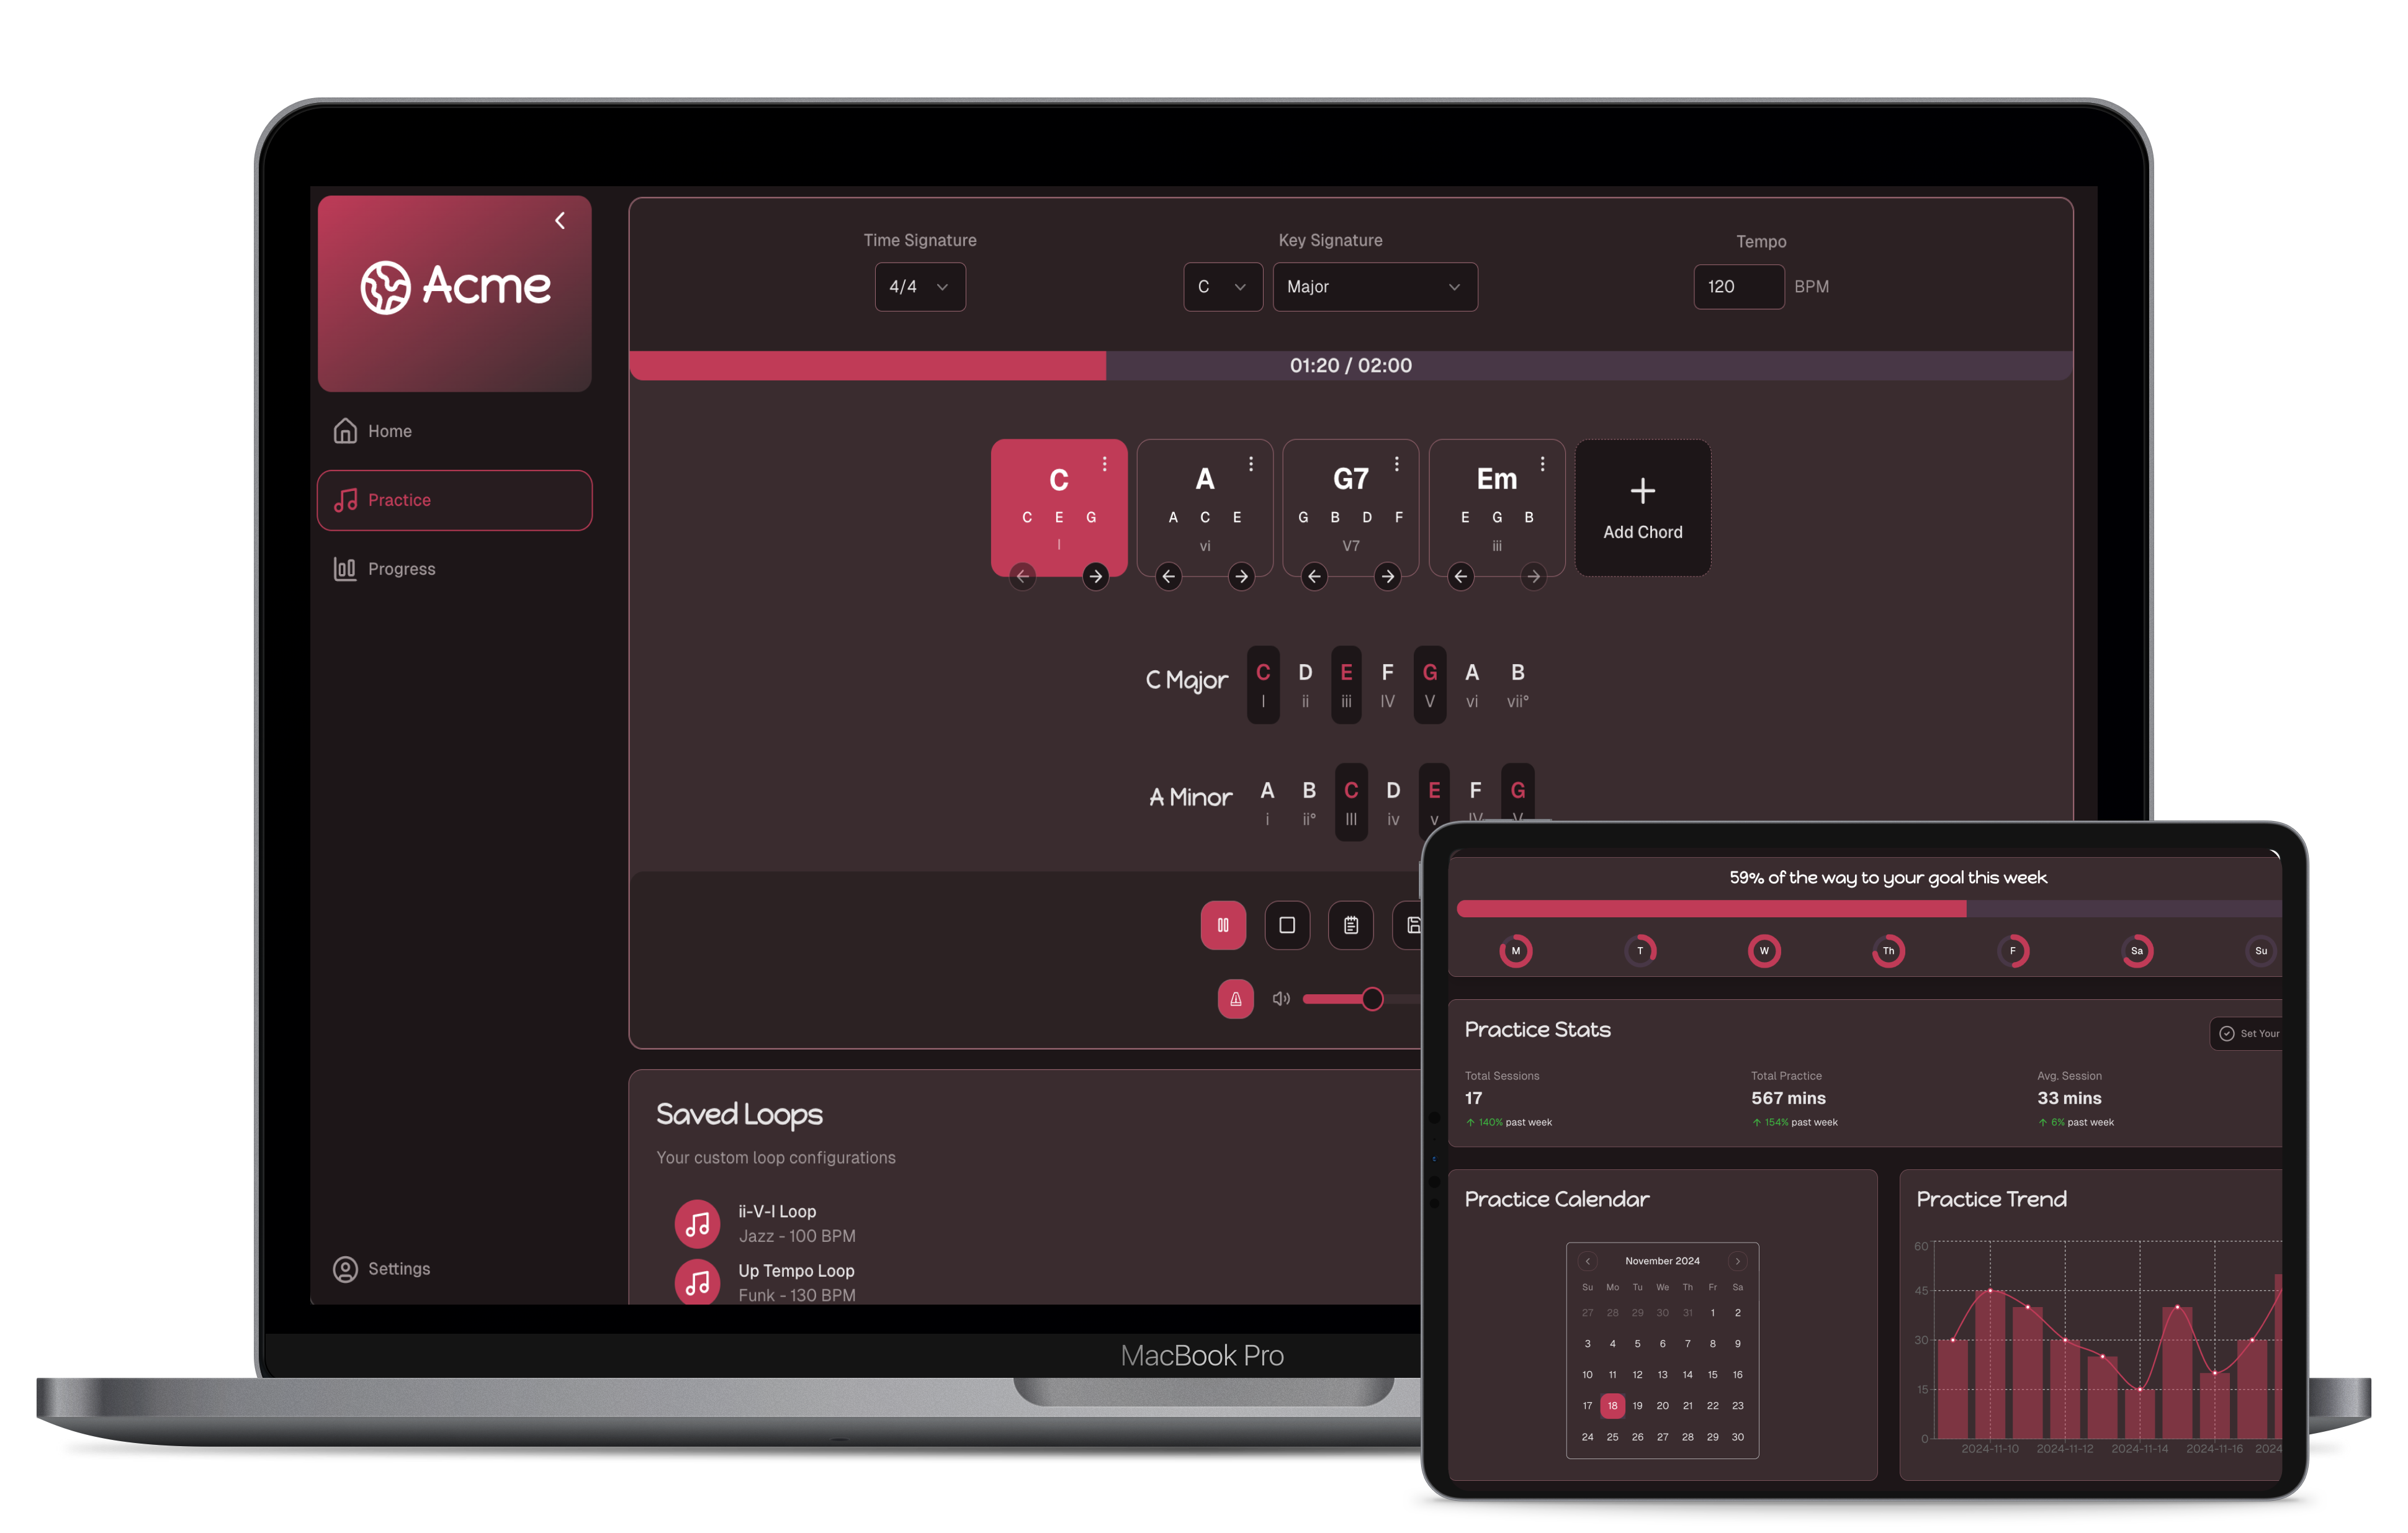 Acme
Home
Practice
Progress
Settings
Time Signature
4/4
Key Signature
C Major
Tempo
120 BPM
01:20 / 02:00
C
C E G
I
A
A C E
vi
G7
G B D F
V7
Em
E G B
iii
Add Chord
C Major C D E F G A B
I ii iii IV V vi vii°
A Minor A B C D E F G
i ii° III iv v
Saved Loops
Your custom loop configurations
ii-V-I Loop
Jazz - 100 BPM
Up Tempo Loop
Funk - 130 BPM
MacBook Pro
59% of the way to your goal this week
M T W Th F Sa Su
Practice Stats
Set Your
Total Sessions
17
↑ 140% past week
Total Practice
567 mins
↑ 154% past week
Avg. Session
33 mins
↑ 6% past week
Practice Calendar
November 2024
Su Mo Tu We Th Fr Sa
27 28 29 30 31 1 2
3 4 5 6 7 8 9
10 11 12 13 14 15 16
17 18 19 20 21 22 23
24 25 26 27 28 29 30
Practice Trend
60
45
30
15
0
2024-11-10 2024-11-12 2024-11-14 2024-11-16 2024